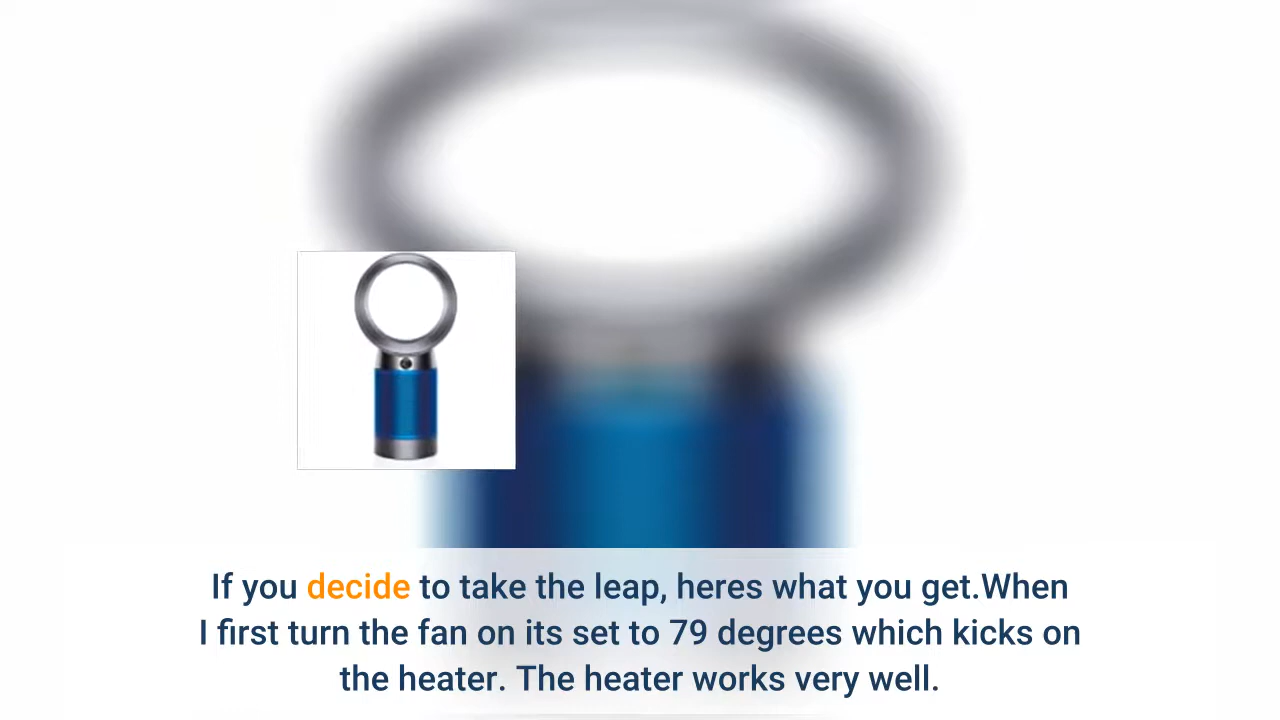 If you decide to take the leap, heres what you get.When
I first turn the fan on its set to 79 degrees which kicks on
the heater. The heater works very well.